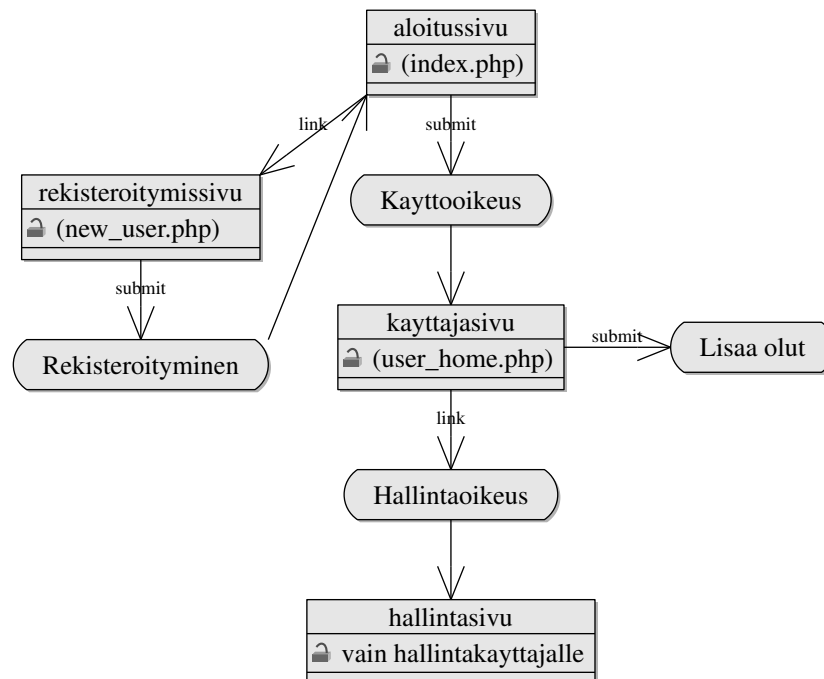 aloitussivu
(index.php)
link
submit
rekisteroitymissivu
(new_user.php)
Kayttooikeus
submit
kayttajasivu
(user_home.php)
submit
Lisaa olut
Rekisteroityminen
link
Hallintaoikeus
hallintasivu
vain hallintakayttajalle